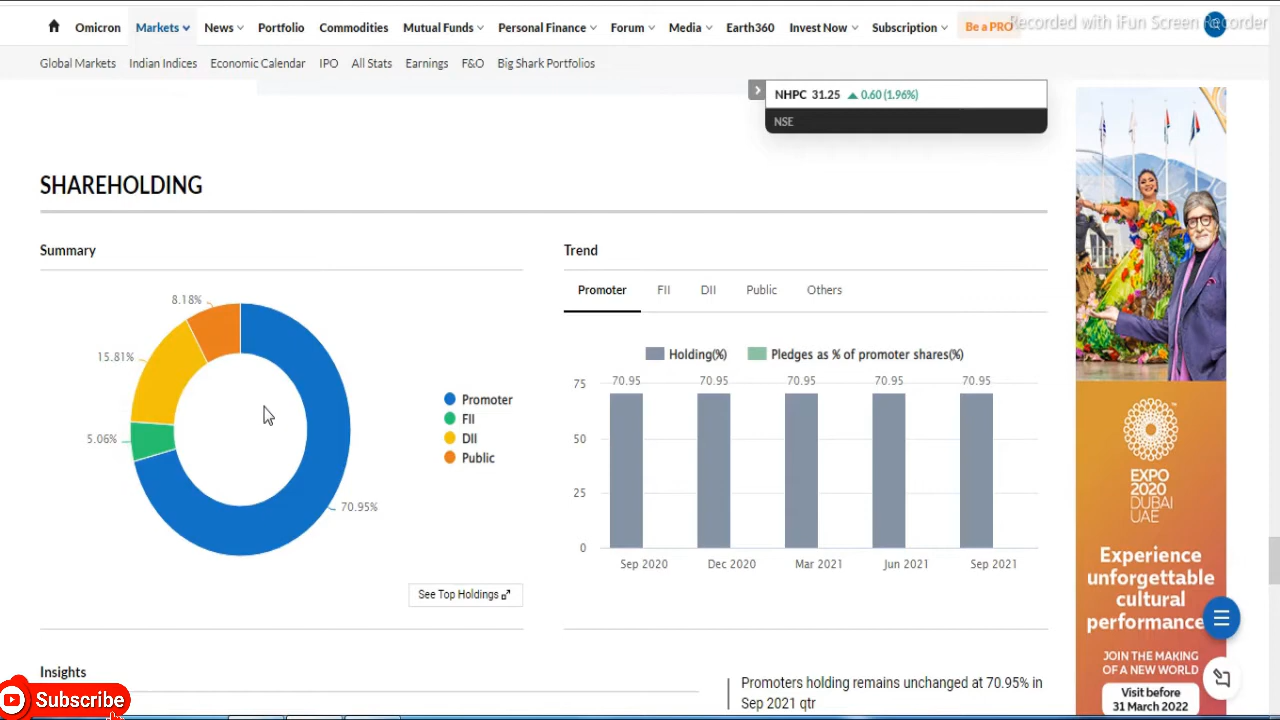 Omicron Markets News Portfolio Commodities Mutual Funds Personal Finance Forum Media Earth360 Invest Now Subscription Be a PRO
Recorded with iFun Screen Recorder
Global Markets Indian Indices Economic Calendar IPO All Stats Earnings F&O Big Shark Portfolios
NHPC 31.25 0.60 (1.96%)
NSE
SHAREHOLDING
Summary
8.18%
15.81%
5.06%
70.95%
Promoter
FII
DII
Public
See Top Holdings
Trend
Promoter FII DII Public Others
Holding(%) Pledges as % of promoter shares(%)
70.95 70.95 70.95 70.95 70.95
75
50
25
0
Sep 2020 Dec 2020 Mar 2021 Jun 2021 Sep 2021
Insights
Promoters holding remains unchanged at 70.95% in
Sep 2021 qtr
Subscribe
EXPO
2020
DUBAI
UAE
Experience
unforgettable
cultural
performance
JOIN THE MAKING
OF A NEW WORLD
Visit before
31 March 2022